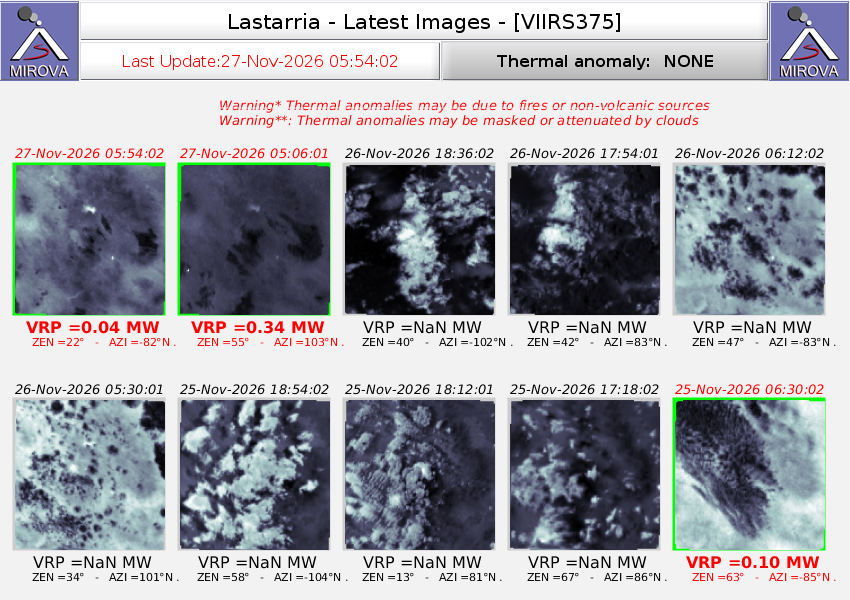 Lastarria - Latest Images - [VIIRS375]
MIROVA
MIROVA
Last Update:27-Nov-2026 05:54:02
Thermal anomaly: NONE
Warning* Thermal anomalies may be due to fires or non-volcanic sources
Warning**: Thermal anomalies may be masked or attenuated by clouds
27-Nov-2026 05:54:02 27-Nov-2026 05:06:01 26-Nov-2026 18:36:02 26-Nov-2026 17:54:01 26-Nov-2026 06:12:02
VRP =0.04 MW VRP =0.34 MW VRP =NaN MW VRP =NaN MW VRP =NaN MW
ZEN =22° - AZI =-82°N . ZEN =55° - AZI =103°N . ZEN =40° - AZI =-102°N . ZEN =42° - AZI =83°N . ZEN =47° - AZI =-83°N .
26-Nov-2026 05:30:01 25-Nov-2026 18:54:02 25-Nov-2026 18:12:01 25-Nov-2026 17:18:02 25-Nov-2026 06:30:02
VRP =NaN MW VRP =NaN MW VRP =NaN MW VRP =NaN MW VRP =0.10 MW
ZEN =34° - AZI =101°N . ZEN =58° - AZI =-104°N . ZEN =13° - AZI =81°N . ZEN =67° - AZI =86°N . ZEN =63° - AZI =-85°N .